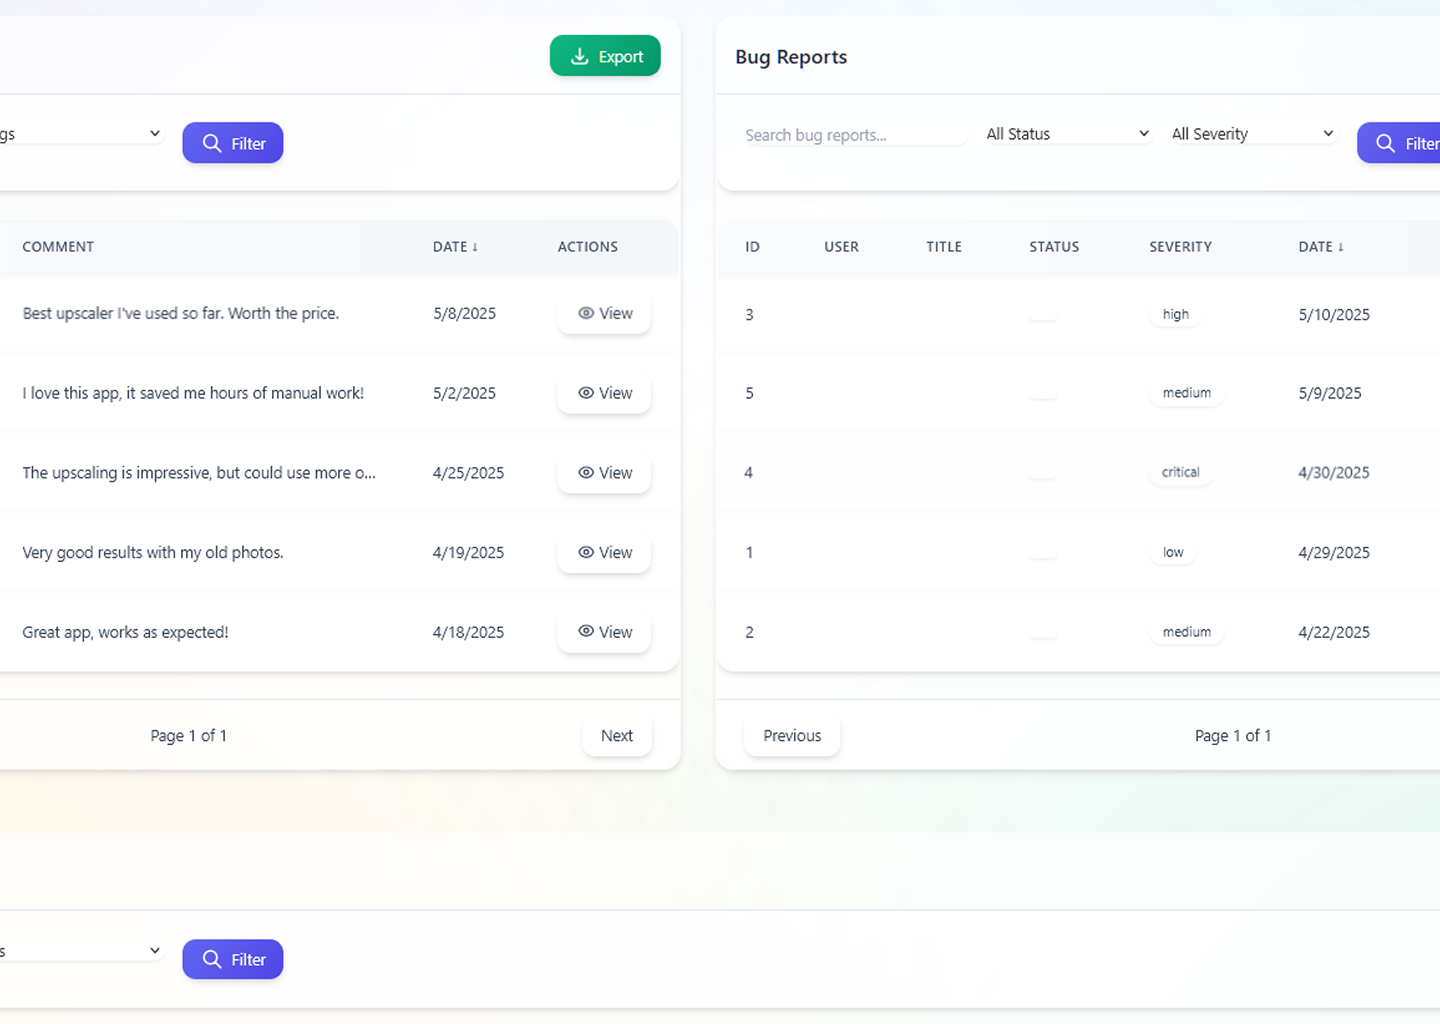 Export
gs
Filter
COMMENT DATE ↓ ACTIONS
Best upscaler I've used so far. Worth the price. 5/8/2025 View
I love this app, it saved me hours of manual work! 5/2/2025 View
The upscaling is impressive, but could use more o... 4/25/2025 View
Very good results with my old photos. 4/19/2025 View
Great app, works as expected! 4/18/2025 View
Page 1 of 1 Next
Bug Reports
Search bug reports... All Status All Severity Filter
ID USER TITLE STATUS SEVERITY DATE ↓
3 high 5/10/2025
5 medium 5/9/2025
4 critical 4/30/2025
1 low 4/29/2025
2 medium 4/22/2025
Previous Page 1 of 1
s
Filter